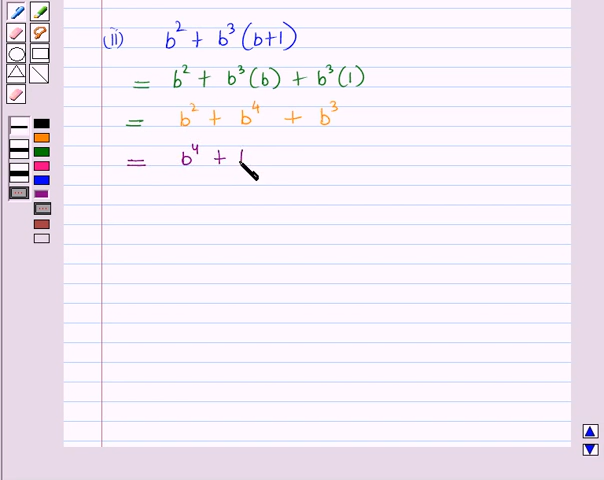 (ii) b² + b³(b+1)
= b² + b³(b) + b³(1)
= b² + b⁴ + b³
= b⁴ +